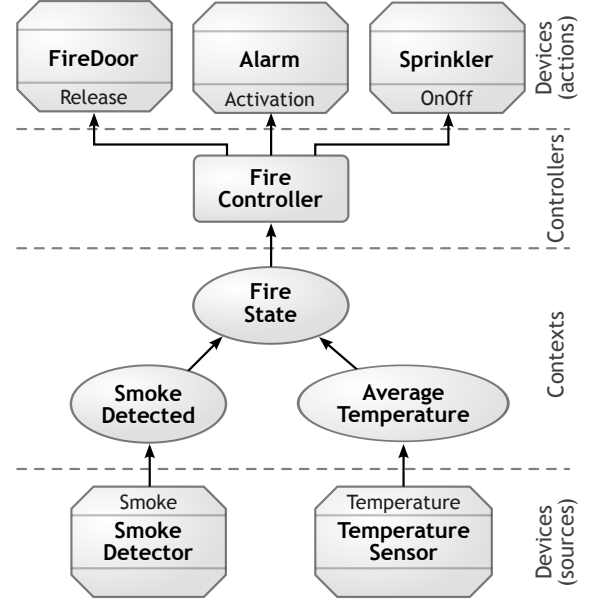 FireDoor
Release
Alarm
Activation
Sprinkler
OnOff
Devices
(actions)
Fire
Controller
Controllers
Fire
State
Smoke
Detected
Average
Temperature
Contexts
Smoke
Smoke
Detector
Temperature
Temperature
Sensor
Devices
(sources)